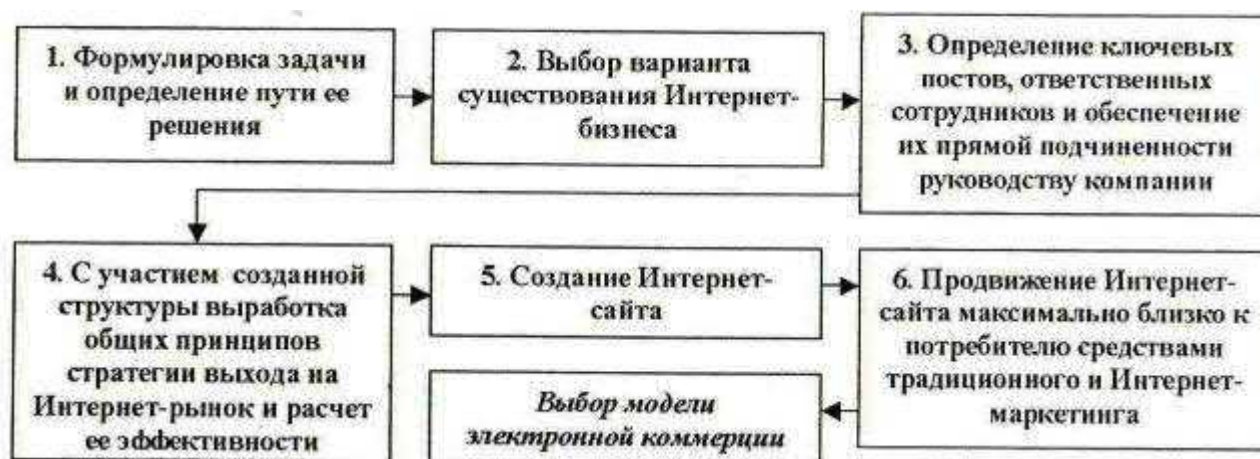 1. Формулировка задачи
и определение пути ее
решения
2. Выбор варианта
существования Интернет-
бизнеса
3. Определение ключевых
постов, ответственных
сотрудников и обеспечение
их прямой подчиненности
руководству компании
4. С участием созданной
структуры выработка
общих принципов
стратегии выхода на
Интернет-рынок и расчет
ее эффективности
5. Создание Интернет-
сайта
6. Продвижение Интернет-
сайта максимально близко к
потребителю средствами
традиционного и Интернет-
маркетинга
Выбор модели
электронной коммерции